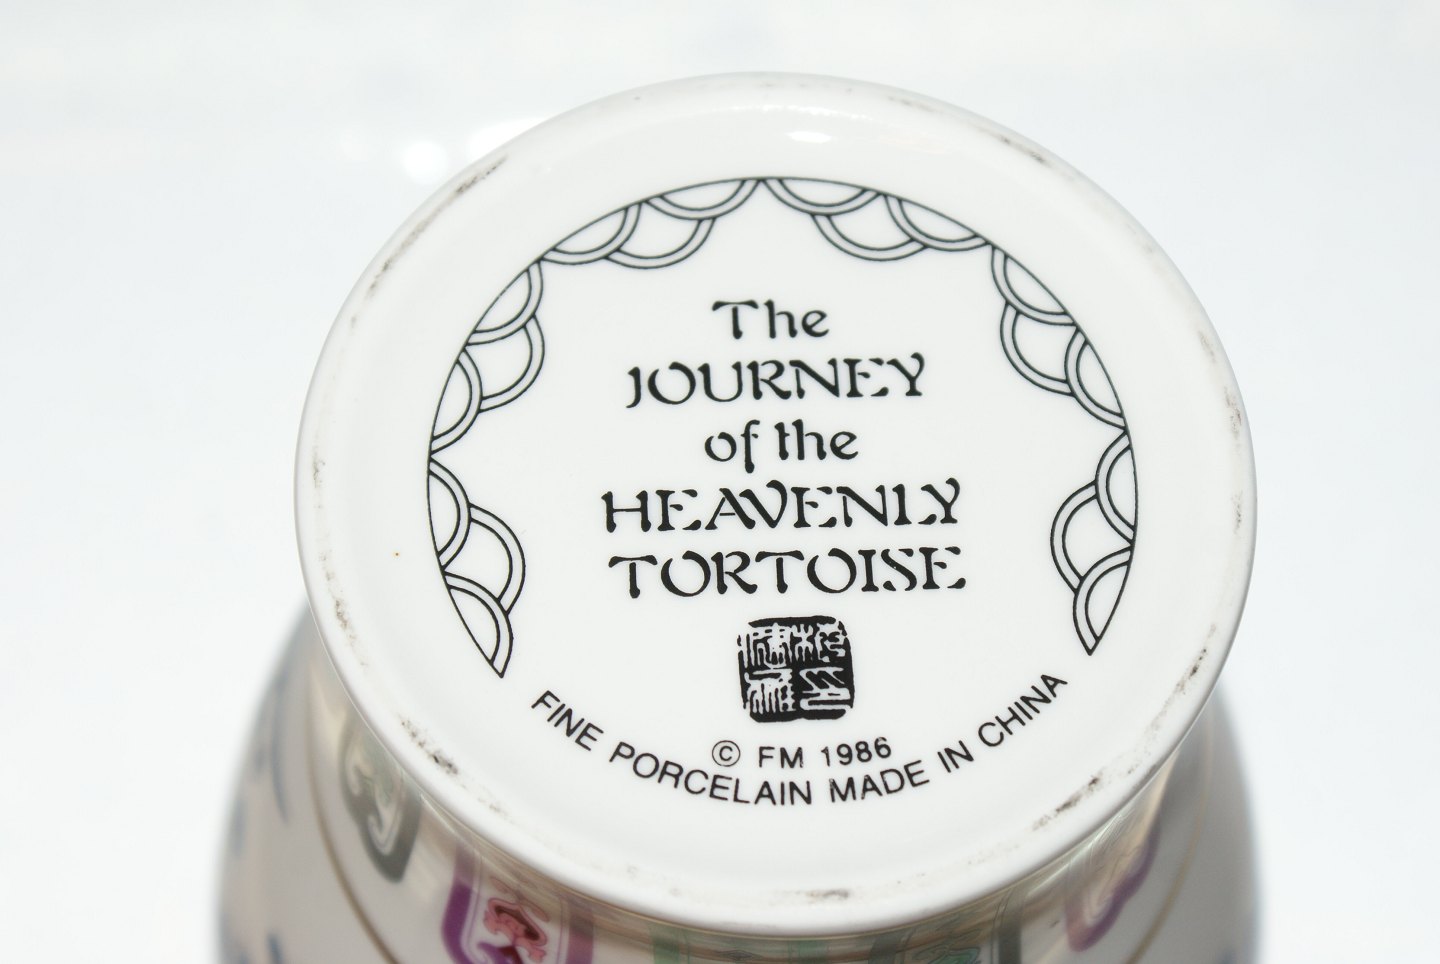 The
JOURNEY
of the
HEAVENLY
TORTOISE
© FM 1986
FINE PORCELAIN MADE IN CHINA